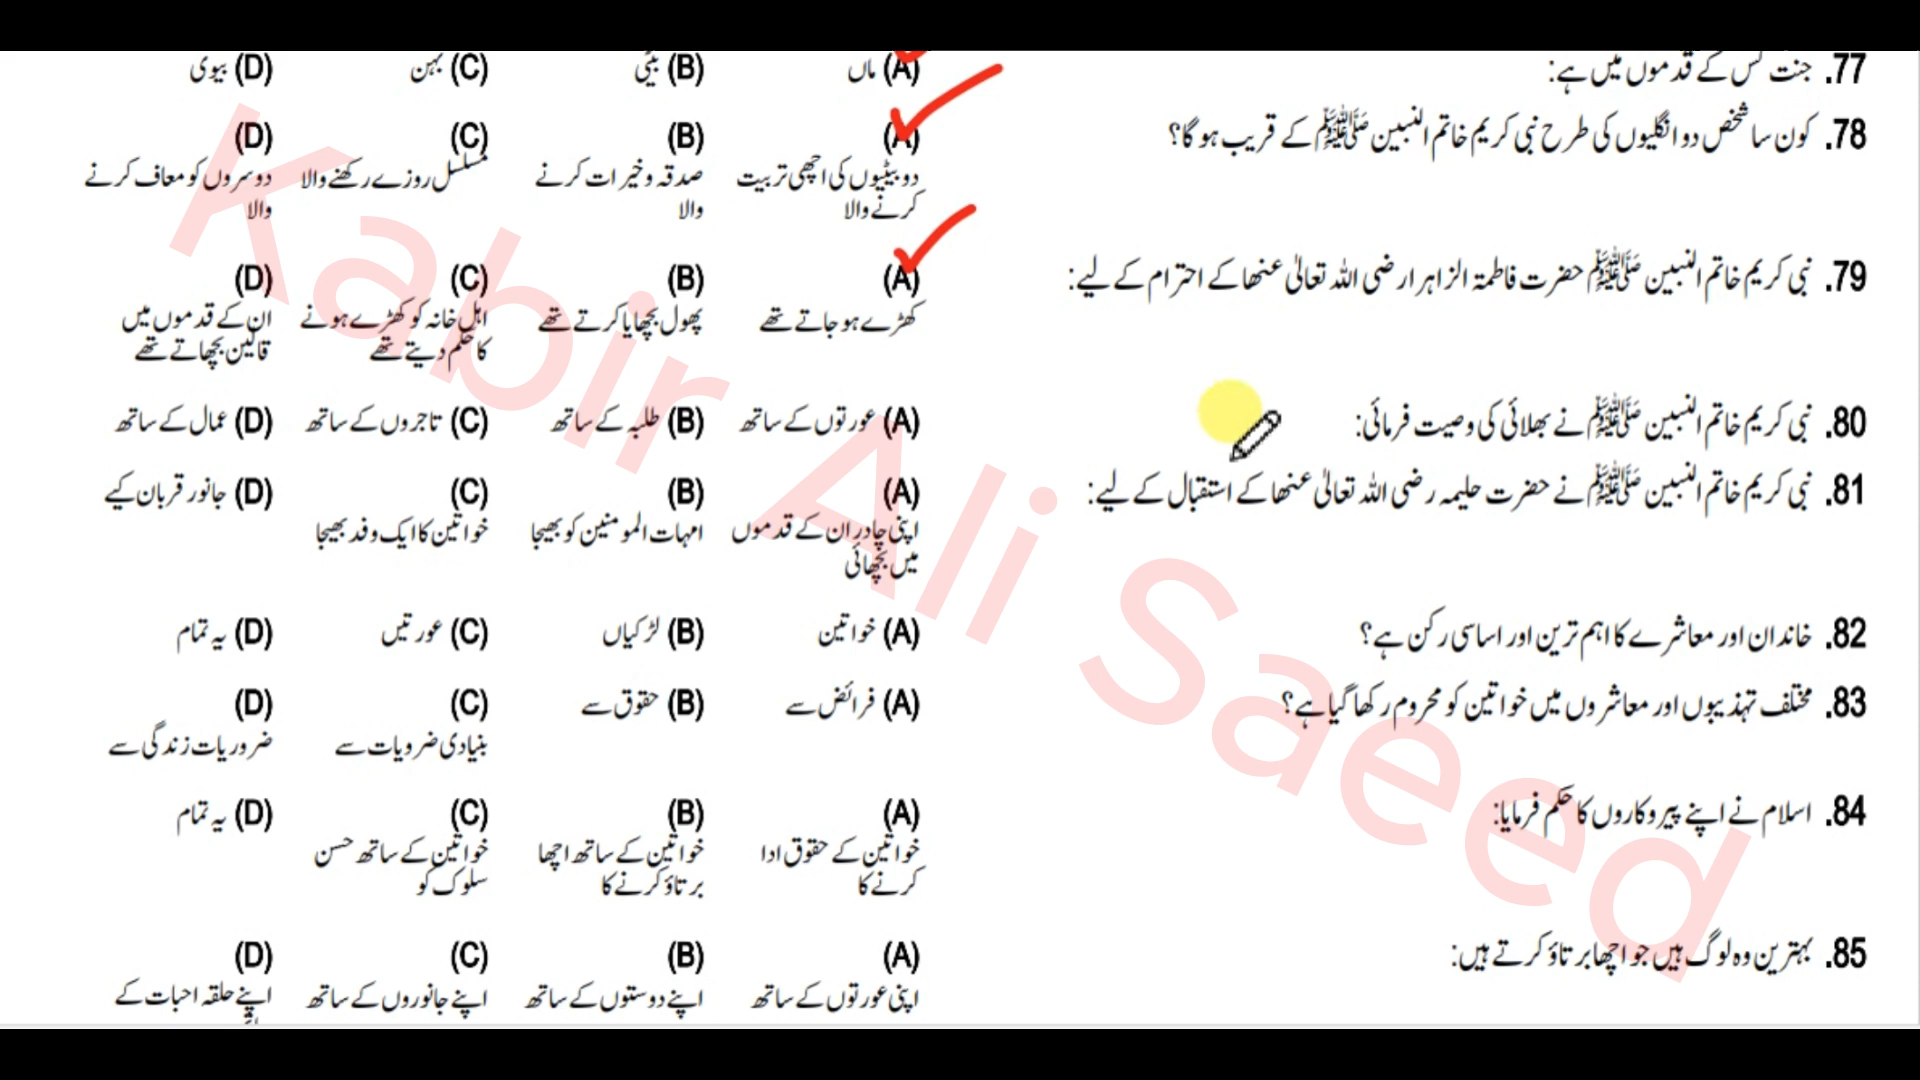 77. جنت کس کے قدموں میں ہے: (A) ماں (B) بیٹی (C) بہن (D) بیوی
78. کون سا شخص دو انگلیوں کی طرح نبی کریم خاتم النبیین ﷺ کے قریب ہو گا؟ (A) (B) (C) (D)
دو بیٹیوں کی اچھی تربیت صدقہ و خیرات کرنے مسلسل روزے رکھنے والا دوسروں کو معاف کرنے
کرنے والا والا والا
79. نبی کریم خاتم النبیین ﷺ حضرت فاطمۃ الزاہرا رضی اللہ تعالیٰ عنھا کے احترام کے لیے: (A) (B) (C) (D)
کھڑے ہو جاتے تھے پھول بچھایا کرتے تھے اہل خانہ کو کھڑے ہونے ان کے قدموں میں
کا حکم دیتے تھے قالین بچھاتے تھے
80. نبی کریم خاتم النبیین ﷺ نے بھلائی کی وصیت فرمائی: (A) عورتوں کے ساتھ (B) طلبہ کے ساتھ (C) تاجروں کے ساتھ (D) عمال کے ساتھ
81. نبی کریم خاتم النبیین ﷺ نے حضرت حلیمہ رضی اللہ تعالیٰ عنھا کے استقبال کے لیے: (A) (B) (C) (D) جانور قربان کیے
اپنی چادر ان کے قدموں امہات المومنین کو بھیجا خواتین کا ایک وفد بھیجا
میں بچھائی
82. خاندان اور معاشرے کا اہم ترین اور اساسی رکن ہے؟ (A) خواتین (B) لڑکیاں (C) عورتیں (D) یہ تمام
83. مختلف تہذیبوں اور معاشروں میں خواتین کو محروم رکھا گیا ہے؟ (A) فرائض سے (B) حقوق سے (C) (D)
بنیادی ضرویات سے ضروریات زندگی سے
84. اسلام نے اپنے پیروکاروں کا حکم فرمایا: (A) (B) (C) (D) یہ تمام
خواتین کے حقوق ادا خواتین کے ساتھ اچھا خواتین کے ساتھ حسن
کرنے کا برتاؤ کرنے کا سلوک کو
85. بہترین وہ لوگ ہیں جو اچھا برتاؤ کرتے ہیں: (A) (B) (C) (D)
اپنی عورتوں کے ساتھ اپنے دوستوں کے ساتھ اپنے جانوروں کے ساتھ اپنے حلقہ احبات کے
Kabir Ali Saeed